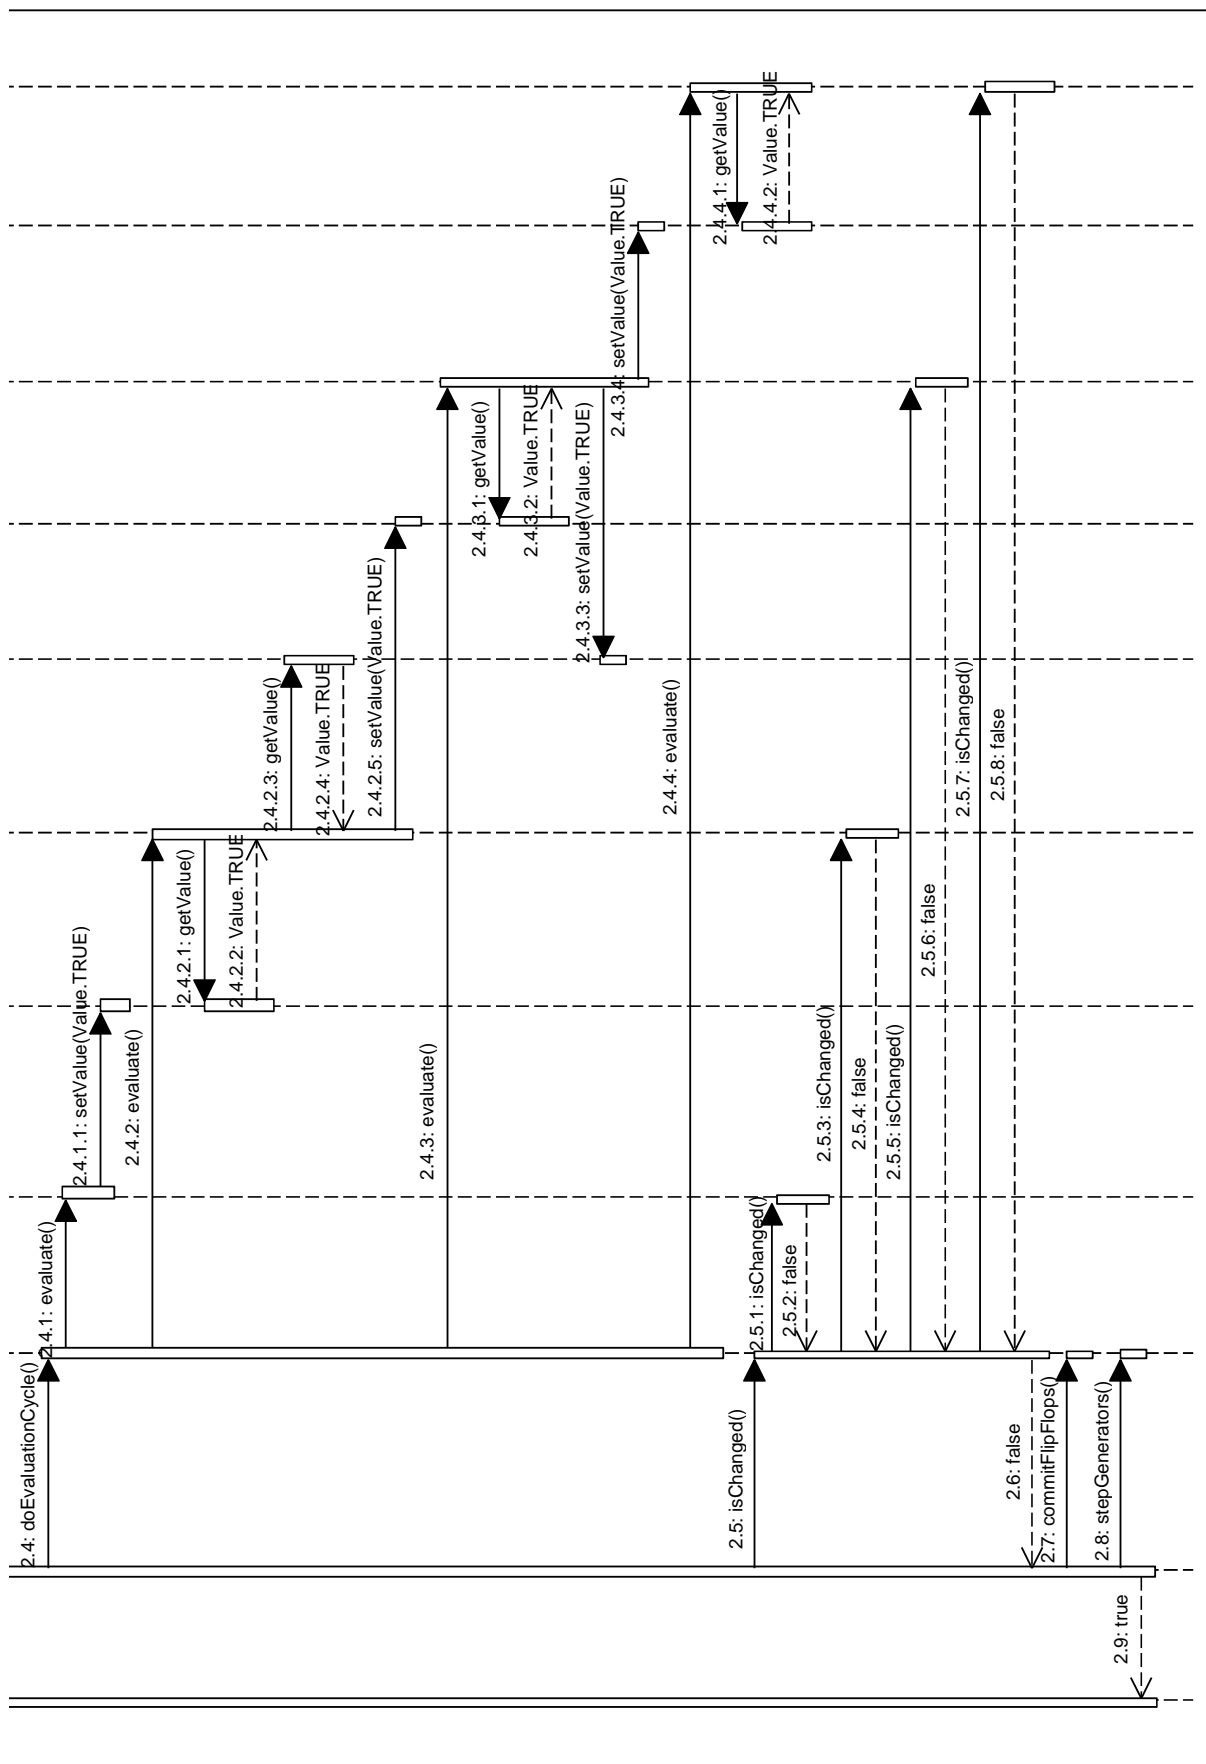 2.4: doEvaluationCycle()
2.4.1: evaluate()
2.4.1.1: setValue(Value.TRUE)
2.4.2: evaluate()
2.4.2.1: getValue()
2.4.2.2: Value.TRUE
2.4.2.3: getValue()
2.4.2.4: Value.TRUE
2.4.2.5: setValue(Value.TRUE)
2.4.3: evaluate()
2.4.3.1: getValue()
2.4.3.2: Value.TRUE
2.4.3.3: setValue(Value.TRUE)
2.4.3.4: setValue(Value.TRUE)
2.4.4: evaluate()
2.4.4.1: getValue()
2.4.4.2: Value.TRUE
2.5: isChanged()
2.5.1: isChanged()
2.5.2: false
2.5.3: isChanged()
2.5.4: false
2.5.5: isChanged()
2.5.6: false
2.5.7: isChanged()
2.5.8: false
2.6: false
2.7: commitFlipFlops()
2.8: stepGenerators()
2.9: true